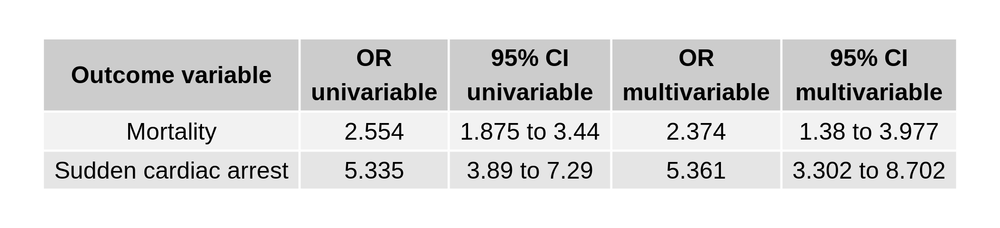 Outcome variable OR univariable 95% CI univariable OR multivariable 95% CI multivariable
Mortality 2.554 1.875 to 3.44 2.374 1.38 to 3.977
Sudden cardiac arrest 5.335 3.89 to 7.29 5.361 3.302 to 8.702